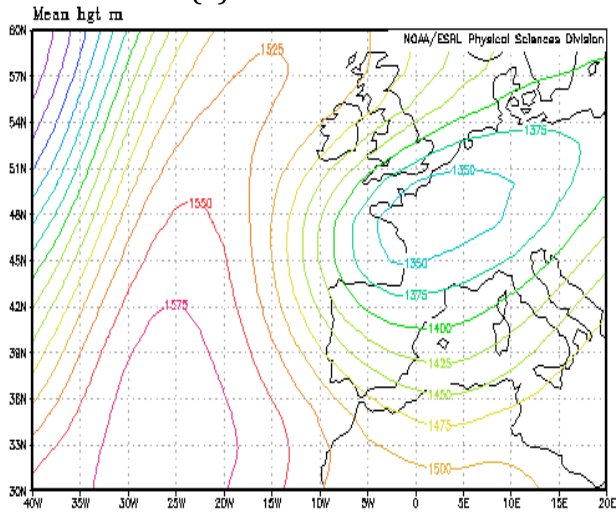 Mean hgt m
NOAA/ESRL Physical Sciences Division
60N
57N
54N
51N
48N
45N
42N
39N
36N
33N
30N
1525
1375
1350
1550
1350
1375
1575
1400
1425
1450
1475
1500
40W 35W 30W 25W 20W 15W 10W 5W 0 5E 10E 15E 20E